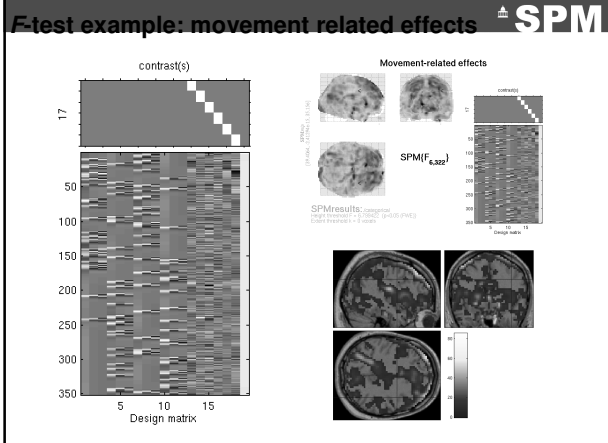 F-test example: movement related effects
SPM
contrast(s)
17
50
100
150
200
250
300
350
5 10 15
Design matrix
Movement-related effects
SPM{F6,322}
SPMresults:
contrast(s)
17
50
100
150
200
250
300
350
5 10 15
Design matrix
80
60
40
20
0